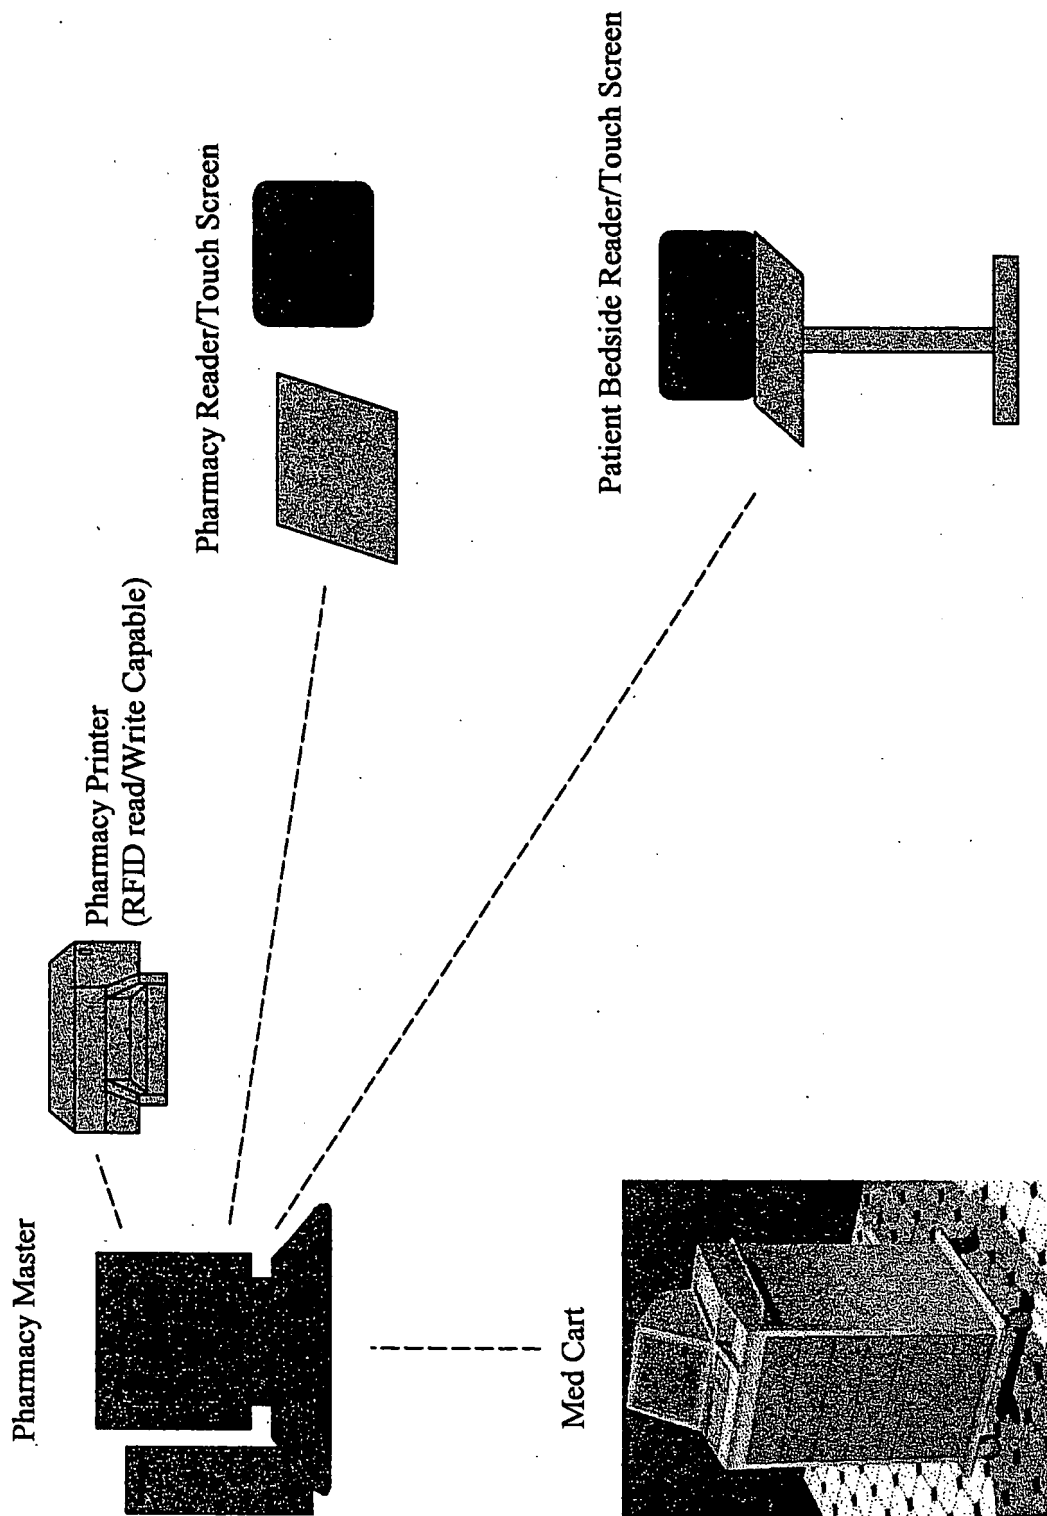 Pharmacy Master
Pharmacy Printer
(RFID read/Write Capable)
Pharmacy Reader/Touch Screen
Med Cart
Patient Bedside Reader/Touch Screen